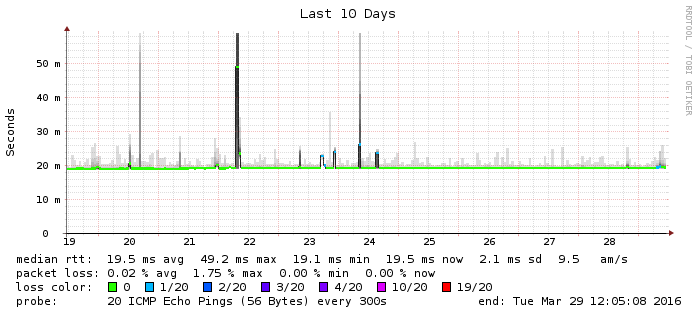 Last 10 Days
RRDTOOL / TOBI OETIKER
Seconds
50 m
40 m
30 m
20 m
10 m
0
19 20 21 22 23 24 25 26 27 28
median rtt: 19.5 ms avg 49.2 ms max 19.1 ms min 19.5 ms now 2.1 ms sd 9.5 am/s
packet loss: 0.02 % avg 1.75 % max 0.00 % min 0.00 % now
loss color: 0 1/20 2/20 3/20 4/20 10/20 19/20
probe: 20 ICMP Echo Pings (56 Bytes) every 300s end: Tue Mar 29 12:05:08 2016